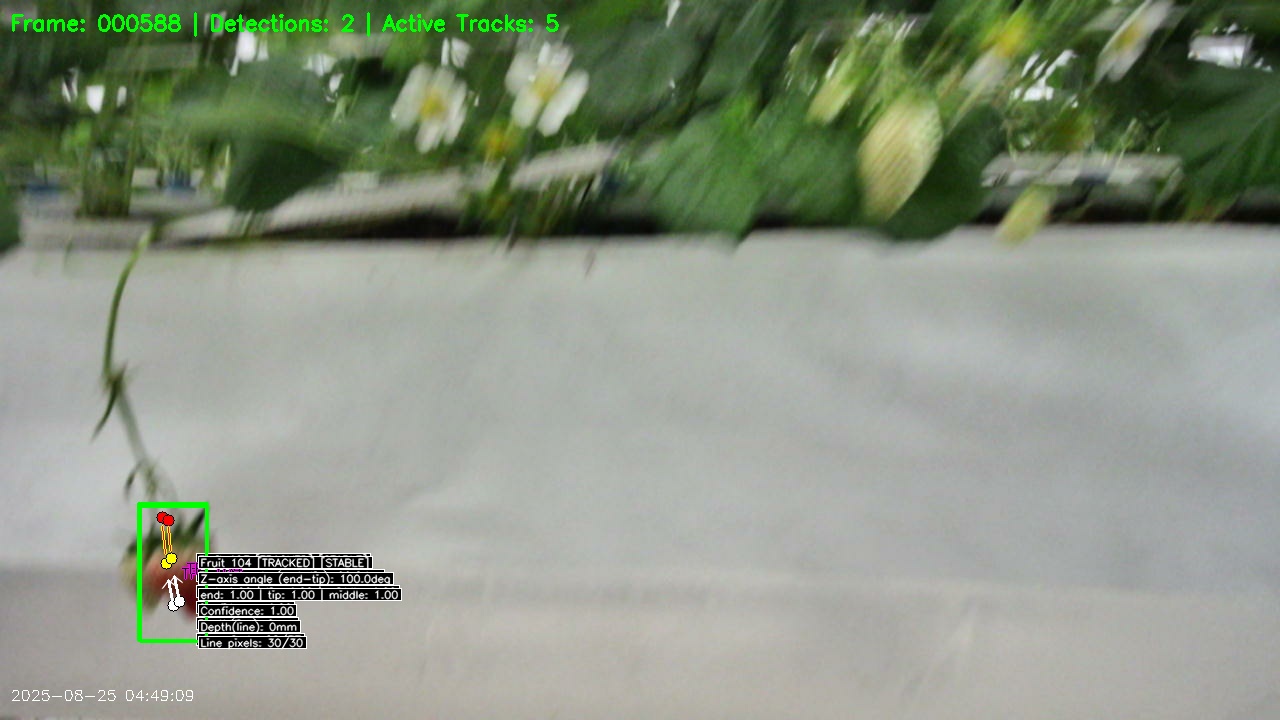 Frame: 000588 | Detections: 2 | Active Tracks: 5
Fruit 104 [TRACKED] [STABLE]
Z-axis angle (end-tip): 100.0deg
end: 1.00 | tip: 1.00 | middle: 1.00
Confidence: 1.00
Depth(line): 0mm
Line pixels: 30/30
2025-08-25 04:49:09